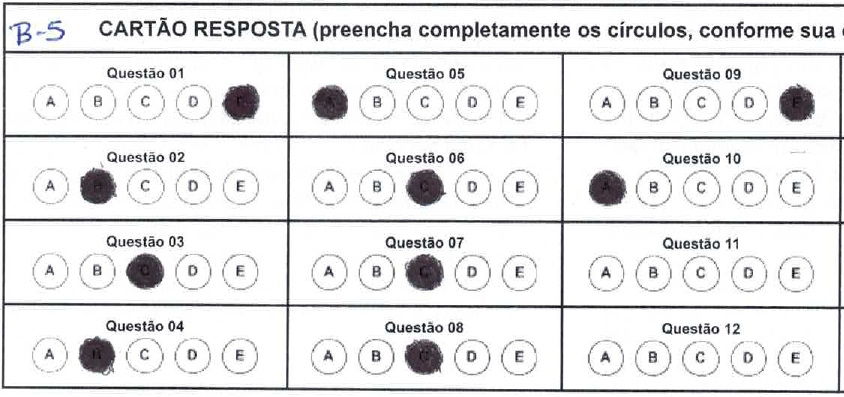 B-5 CARTÃO RESPOSTA (preencha completamente os círculos, conforme sua
Questão 01 Questão 05 Questão 09
A B C D E A B C D E A B C D E
Questão 02 Questão 06 Questão 10
A B C D E A B C D E A B C D E
Questão 03 Questão 07 Questão 11
A B C D E A B C D E A B C D E
Questão 04 Questão 08 Questão 12
A B C D E A B C D E A B C D E